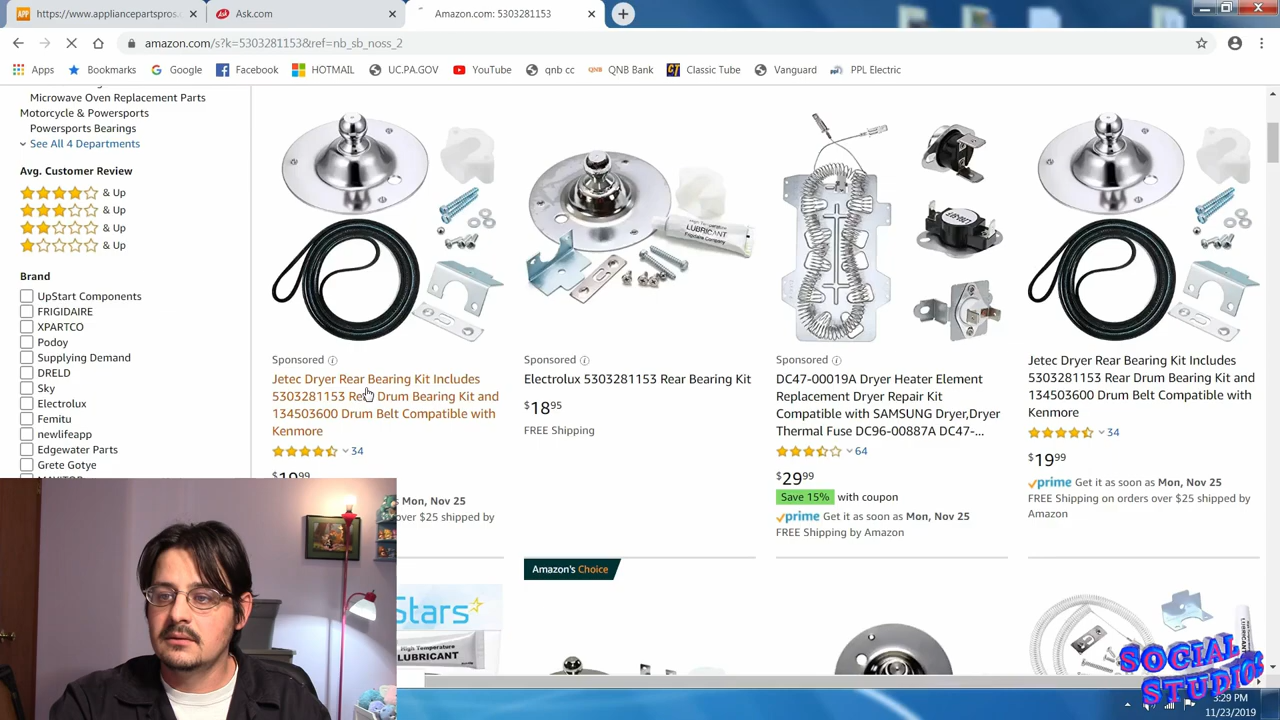 https://www.appliancepartspros.c
Ask.com
Amazon.com: 5303281153
amazon.com/s?k=5303281153&ref=nb_sb_noss_2
Apps
Bookmarks
Google
Facebook
HOTMAIL
UC.PA.GOV
YouTube
qnb cc
QNB Bank
Classic Tube
Vanguard
PPL Electric
Microwave Oven Replacement Parts
Motorcycle & Powersports
Powersports Bearings
See All 4 Departments
Avg. Customer Review
& Up
& Up
& Up
& Up
Brand
UpStart Components
FRIGIDAIRE
XPARTCO
Podoy
Supplying Demand
DRELD
Sky
Electrolux
Femitu
newlifeapp
Edgewater Parts
Grete Gotye
Sponsored
Jetec Dryer Rear Bearing Kit Includes
5303281153 Rear Drum Bearing Kit and
134503600 Drum Belt Compatible with
Kenmore
34
$19.99
Mon, Nov 25
over $25 shipped by
LUBRICANT
Sponsored
Electrolux 5303281153 Rear Bearing Kit
$18.95
FREE Shipping
Sponsored
DC47-00019A Dryer Heater Element
Replacement Dryer Repair Kit
Compatible with SAMSUNG Dryer,Dryer
Thermal Fuse DC96-00887A DC47-...
64
$29.99
Save 15% with coupon
prime Get it as soon as Mon, Nov 25
FREE Shipping by Amazon
Jetec Dryer Rear Bearing Kit Includes
5303281153 Rear Drum Bearing Kit and
134503600 Drum Belt Compatible with
Kenmore
34
$19.99
prime Get it as soon as Mon, Nov 25
FREE Shipping on orders over $25 shipped by
Amazon
Amazon's Choice
Stars
High Temperature
LUBRICANT
SOCIAL
STUDIOS
3:29 PM
11/23/2019